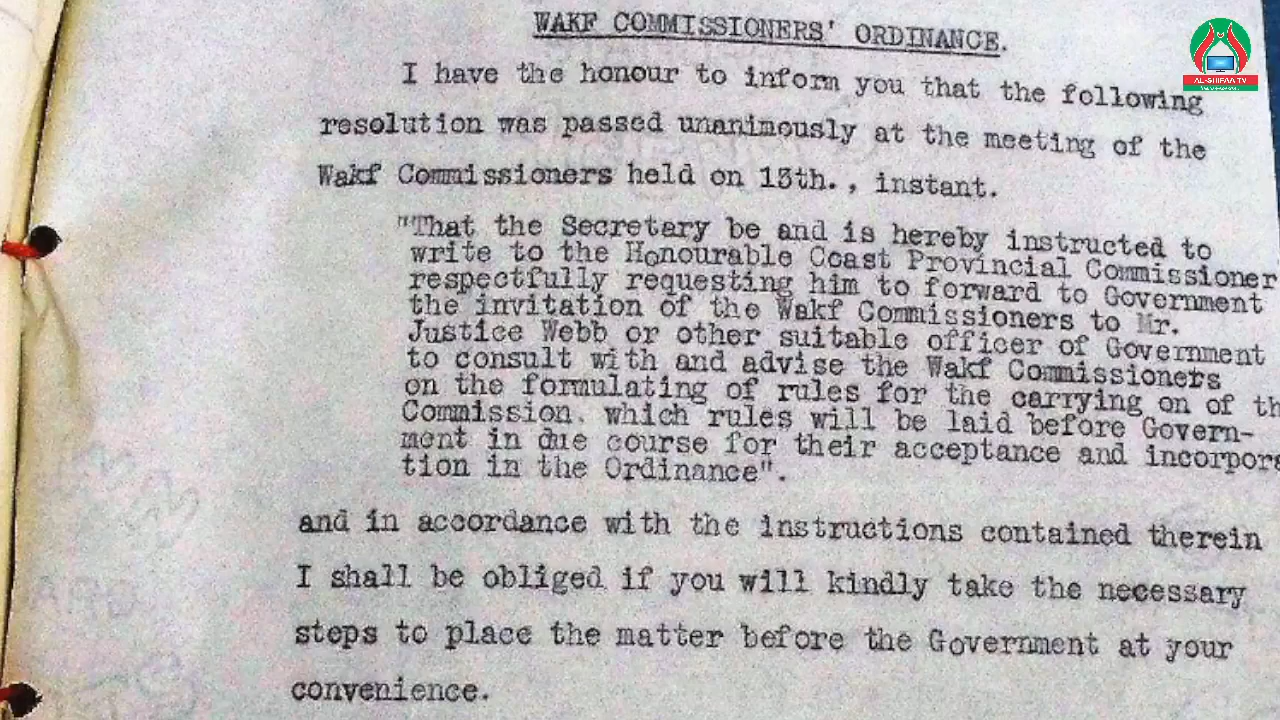 WAKF COMMISSIONERS' ORDINANCE.
AL-SHIFAA TV
I have the honour to inform you that the following
resolution was passed unanimously at the meeting of the
Wakf Commissioners held on 13th., instant.
"That the Secretary be and is hereby instructed to
write to the Honourable Coast Provincial Commissioner
respectfully requesting him to forward to Government
the invitation of the Wakf Commissioners to Mr.
Justice Webb or other suitable officer of Government
to consult with and advise the Wakf Commissioners
on the formulating of rules for the carrying on of th
Commission. which rules will be laid before Govern-
ment in due course for their acceptance and incorpora
tion in the Ordinance".
and in accordance with the instructions contained therein
I shall be obliged if you will kindly take the necessary
steps to place the matter before the Government at your
convenience.